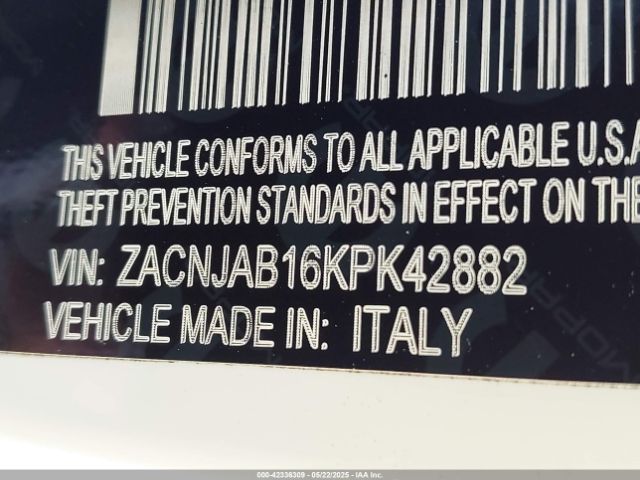 THIS VEHICLE CONFORMS TO ALL APPLICABLE U.S.A
THEFT PREVENTION STANDARDS IN EFFECT ON THE
VIN: ZACNJAB16KPK42882
VEHICLE MADE IN: ITALY
MOPAR
000-42336309 - 05/22/2025 - IAA Inc.